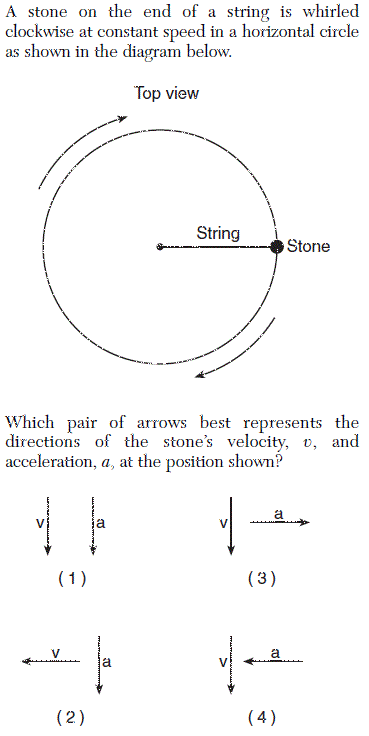 A stone on the end of a string is whirled
clockwise at constant speed in a horizontal circle
as shown in the diagram below.
Top view
String
Stone
Which pair of arrows best represents the
directions of the stone's velocity, v, and
acceleration, a, at the position shown?
v a
(1)
v a
(3)
v a
(2)
v a
(4)